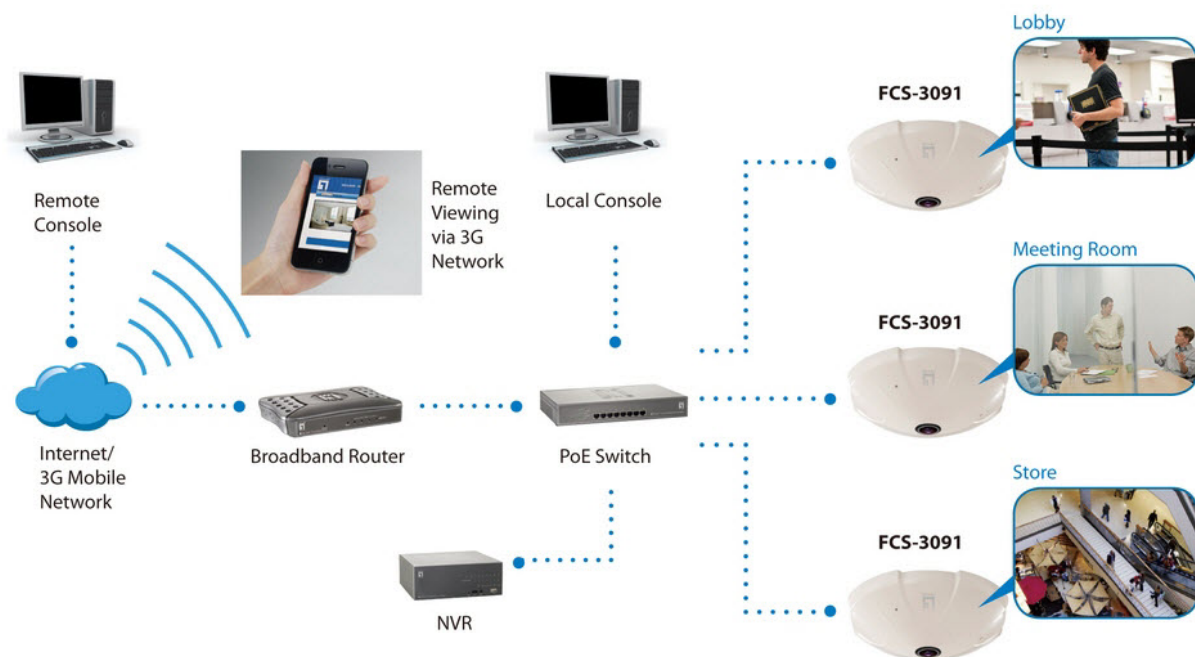 Lobby
FCS-3091
Remote
Console
Remote
Viewing
via 3G
Network
Local Console
Meeting Room
FCS-3091
Internet/
3G Mobile
Network
Broadband Router
PoE Switch
Store
FCS-3091
NVR